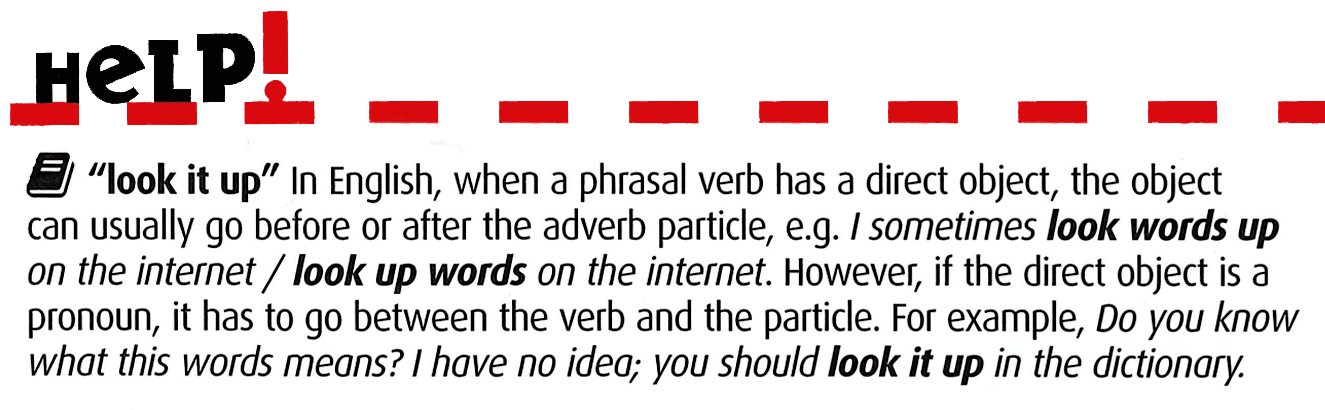 HeLP!
“look it up” In English, when a phrasal verb has a direct object, the object
can usually go before or after the adverb particle, e.g. I sometimes look words up
on the internet / look up words on the internet. However, if the direct object is a
pronoun, it has to go between the verb and the particle. For example, Do you know
what this words means? I have no idea; you should look it up in the dictionary.